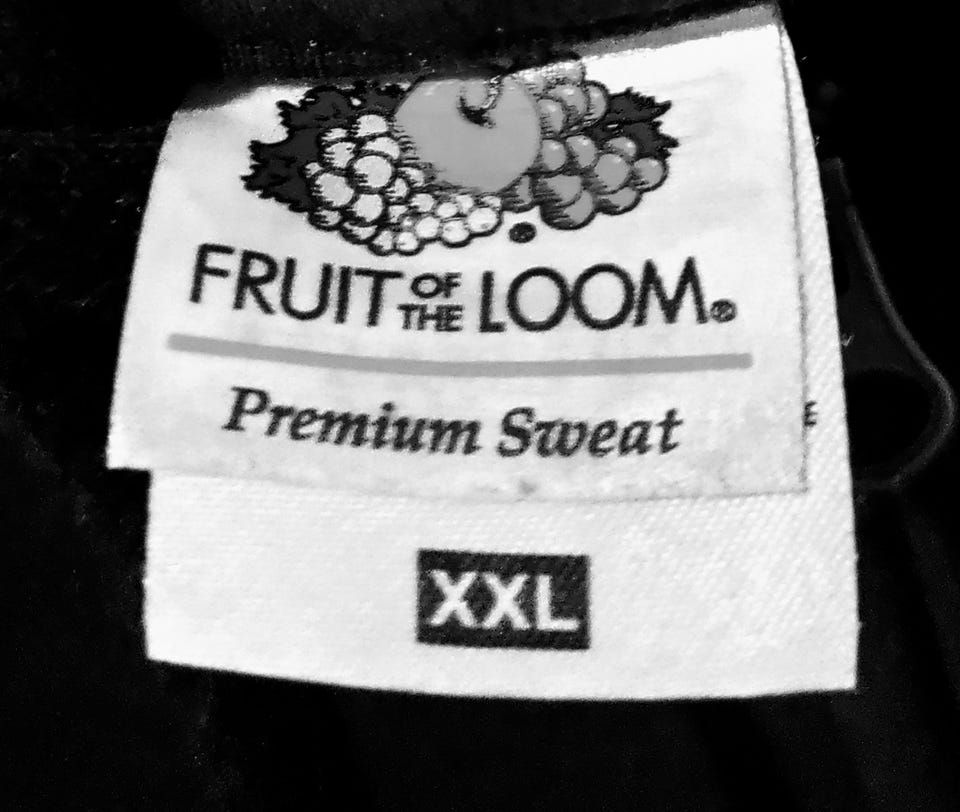 FRUIT OF THE LOOM®
Premium Sweat
XXL